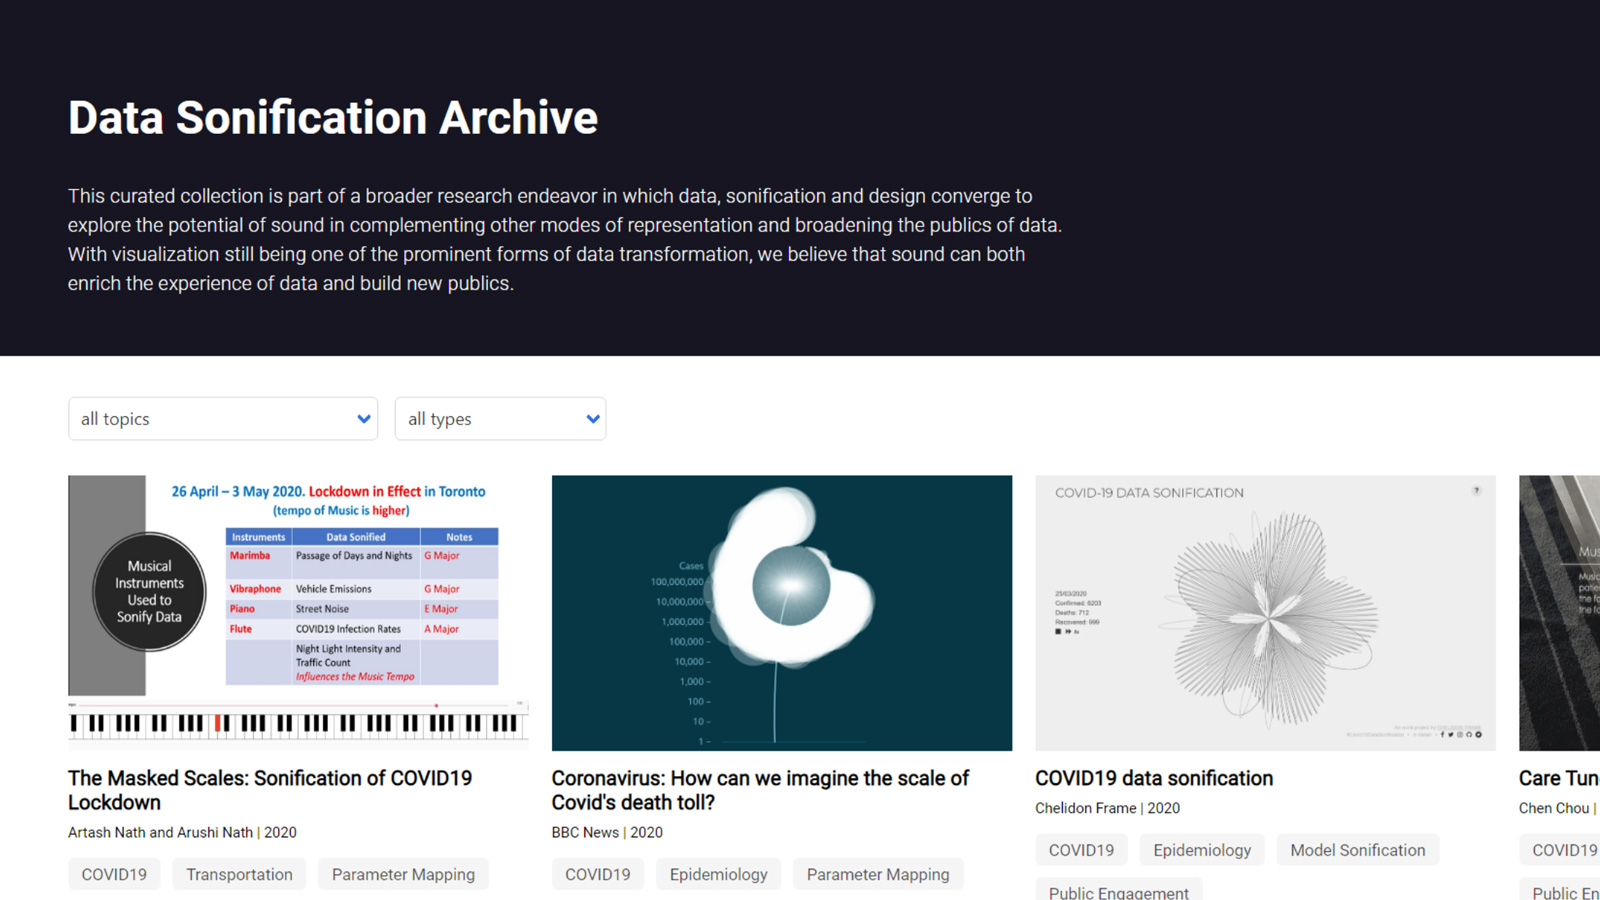 Data Sonification Archive
This curated collection is part of a broader research endeavor in which data, sonification and design converge to
explore the potential of sound in complementing other modes of representation and broadening the publics of data.
With visualization still being one of the prominent forms of data transformation, we believe that sound can both
enrich the experience of data and build new publics.
all topics
all types
26 April – 3 May 2020. Lockdown in Effect in Toronto
(tempo of Music is higher)
Musical
Instruments
Used to
Sonify Data
Instruments Data Sonified Notes
Marimba Passage of Days and Nights G Major
Vibraphone Vehicle Emissions G Major
Piano Street Noise E Major
Flute COVID19 Infection Rates A Major
Night Light Intensity and
Traffic Count
Influences the Music Tempo
The Masked Scales: Sonification of COVID19
Lockdown
Artash Nath and Arushi Nath | 2020
COVID19 Transportation Parameter Mapping
Cases
100,000,000
10,000,000
1,000,000
100,000
10,000
1,000
100
10
1
Coronavirus: How can we imagine the scale of
Covid's death toll?
BBC News | 2020
COVID19 Epidemiology Parameter Mapping
COVID-19 DATA SONIFICATION
?
25/03/2020
Confirmed: 6203
Deaths: 712
Recovered: 999
COVID19 data sonification
Chelidon Frame | 2020
COVID19 Epidemiology Model Sonification
Public Engagement
Mus
Music
patie
the fo
the fo
Care Tun
Chen Chou |
COVID19
Public En